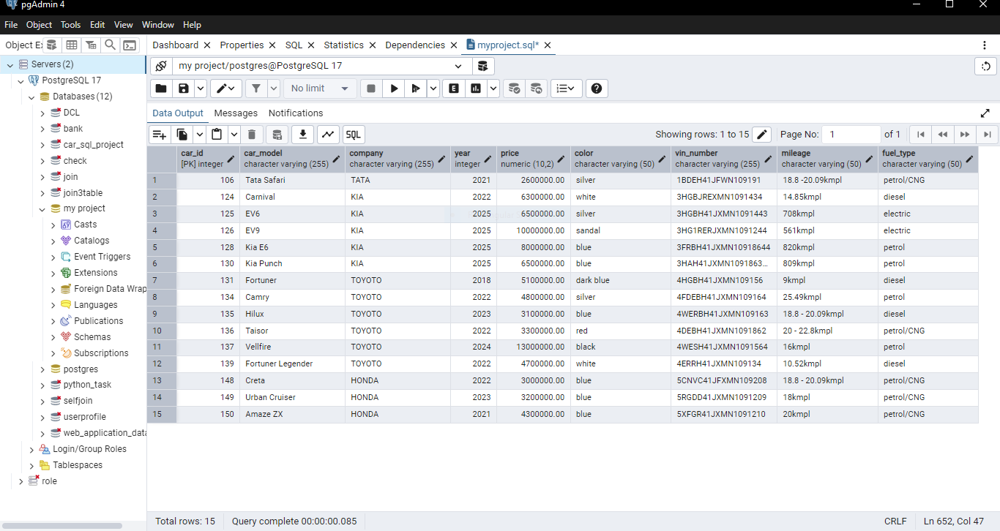 pgAdmin 4
File Object Tools Edit View Window Help
Object Ex Dashboard Properties SQL Statistics Dependencies myproject.sql*
Servers (2)
my project/postgres@PostgreSQL 17
PostgreSQL 17
Databases (12)
DCL
bank
car_sql_project
check
join
join3table
my project
Casts
Catalogs
Event Triggers
Extensions
Foreign Data Wrap
Languages
Publications
Schemas
Subscriptions
postgres
python_task
selfjoin
userprofile
web_application_data
Login/Group Roles
Tablespaces
role
No limit E
Data Output Messages Notifications
SQL Showing rows: 1 to 15 Page No: 1 of 1
car_id car_model company year price color vin_number mileage fuel_type
[PK] integer character varying (255) character varying (255) integer numeric (10,2) character varying (50) character varying (255) character varying (50) character varying (50)
1 106 Tata Safari TATA 2021 2600000.00 silver 1BDEH41JFWN109191 18.8 -20.09kmpl petrol/CNG
2 124 Carnival KIA 2022 6300000.00 white 3HGBJREXMN1091434 14.85kmpl diesel
3 125 EV6 KIA 2025 6500000.00 silver 3HGBH41JXMN1091443 708kmpl electric
4 126 EV9 KIA 2025 10000000.00 sandal 3HG1RERJXMN1091244 561kmpl electric
5 128 Kia E6 KIA 2025 8000000.00 blue 3FRBH41JXMN10918644 820kmpl petrol
6 130 Kia Punch KIA 2025 6500000.00 blue 3HAH41JXMN1091863... 809kmpl petrol
7 131 Fortuner TOYOTO 2018 5100000.00 dark blue 4HGBH41JXMN109156 9kmpl diesel
8 134 Camry TOYOTO 2022 4800000.00 silver 4FDEBH41JXMN109164 25.49kmpl petrol
9 135 Hilux TOYOTO 2023 3100000.00 blue 4WERBH41JXMN109163 18.8 - 20.09kmpl diesel
10 136 Taisor TOYOTO 2022 3300000.00 red 4DEBH41JXMN1091862 20 - 22.8kmpl petrol/CNG
11 137 Vellfire TOYOTO 2024 13000000.00 black 4WESH41JXMN1091564 16kmpl petrol
12 139 Fortuner Legender TOYOTO 2022 4700000.00 white 4ERRH41JXMN109134 10.52kmpl diesel
13 148 Creta HONDA 2022 3000000.00 blue 5CNVC41JFXMN109208 18.8 - 20.09kmpl petrol/CNG
14 149 Urban Cruiser HONDA 2023 3200000.00 blue 5RGDD41JXMN1091209 18kmpl petrol/CNG
15 150 Amaze ZX HONDA 2021 4300000.00 blue 5XFGR41JXMN1091210 20kmpl petrol/CNG
Total rows: 15 Query complete 00:00:00.085 CRLF Ln 652, Col 47